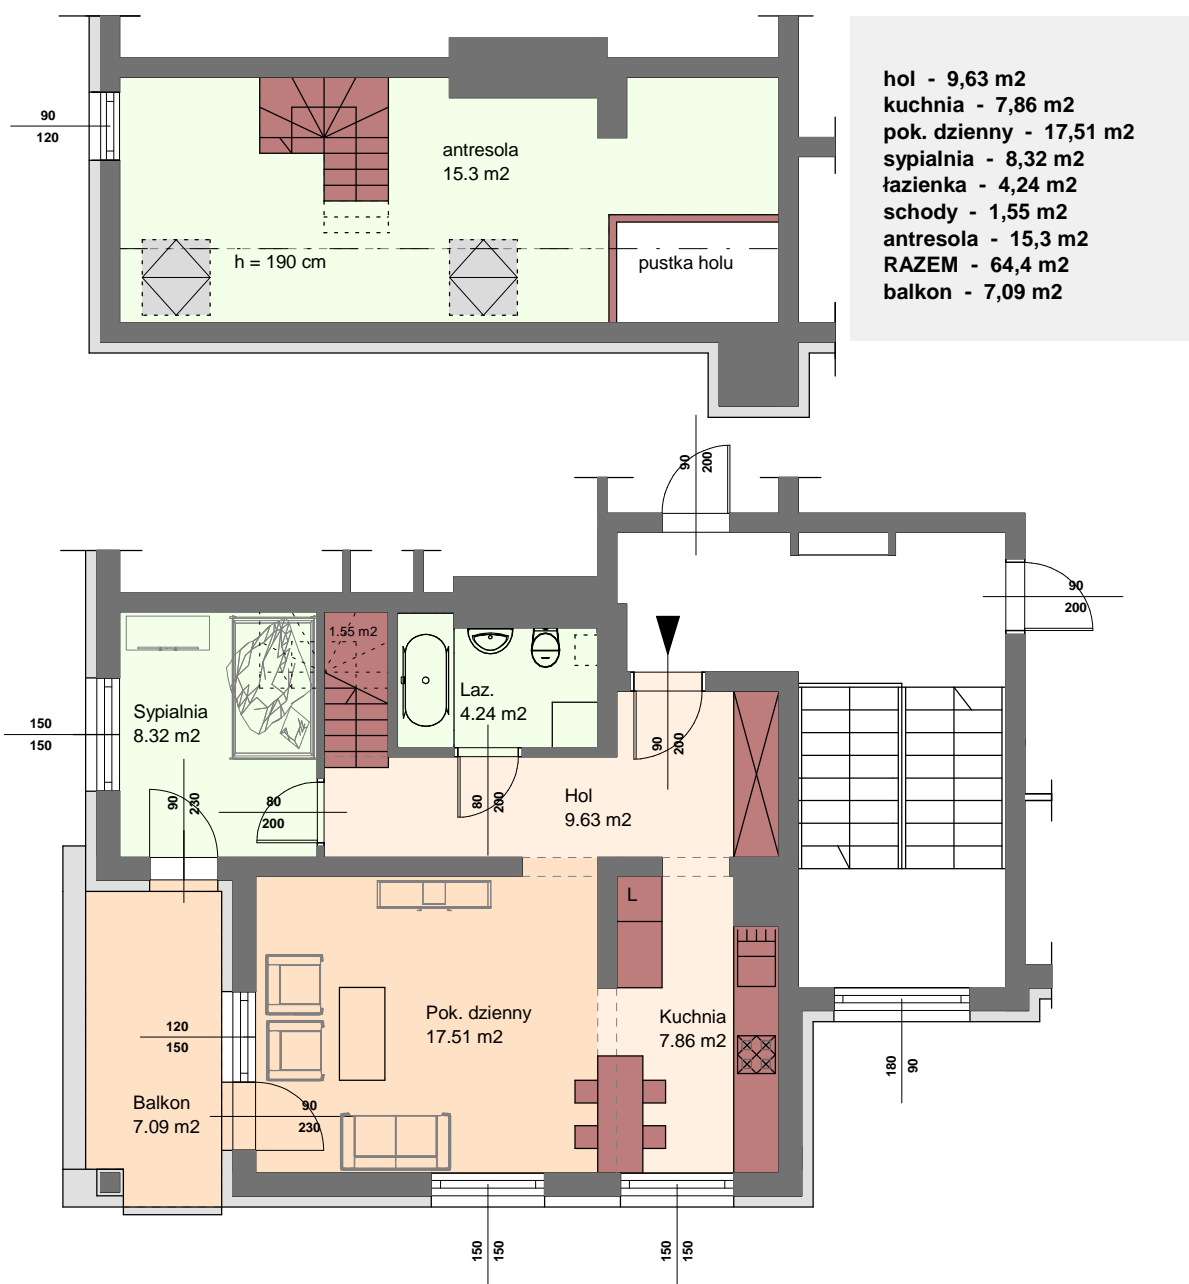 hol - 9,63 m2
kuchnia - 7,86 m2
pok. dzienny - 17,51 m2
sypialnia - 8,32 m2
łazienka - 4,24 m2
schody - 1,55 m2
antresola - 15,3 m2
RAZEM - 64,4 m2
balkon - 7,09 m2
90
120
antresola
15.3 m2
h = 190 cm
pustka holu
90
200
90
200
1.55 m2
Sypialnia
8.32 m2
Laz.
4.24 m2
150
150
90
230
80
200
80
200
90
200
Hol
9.63 m2
L
Pok. dzienny
17.51 m2
Kuchnia
7.86 m2
120
150
Balkon
7.09 m2
90
230
180
90
150
150
150
150